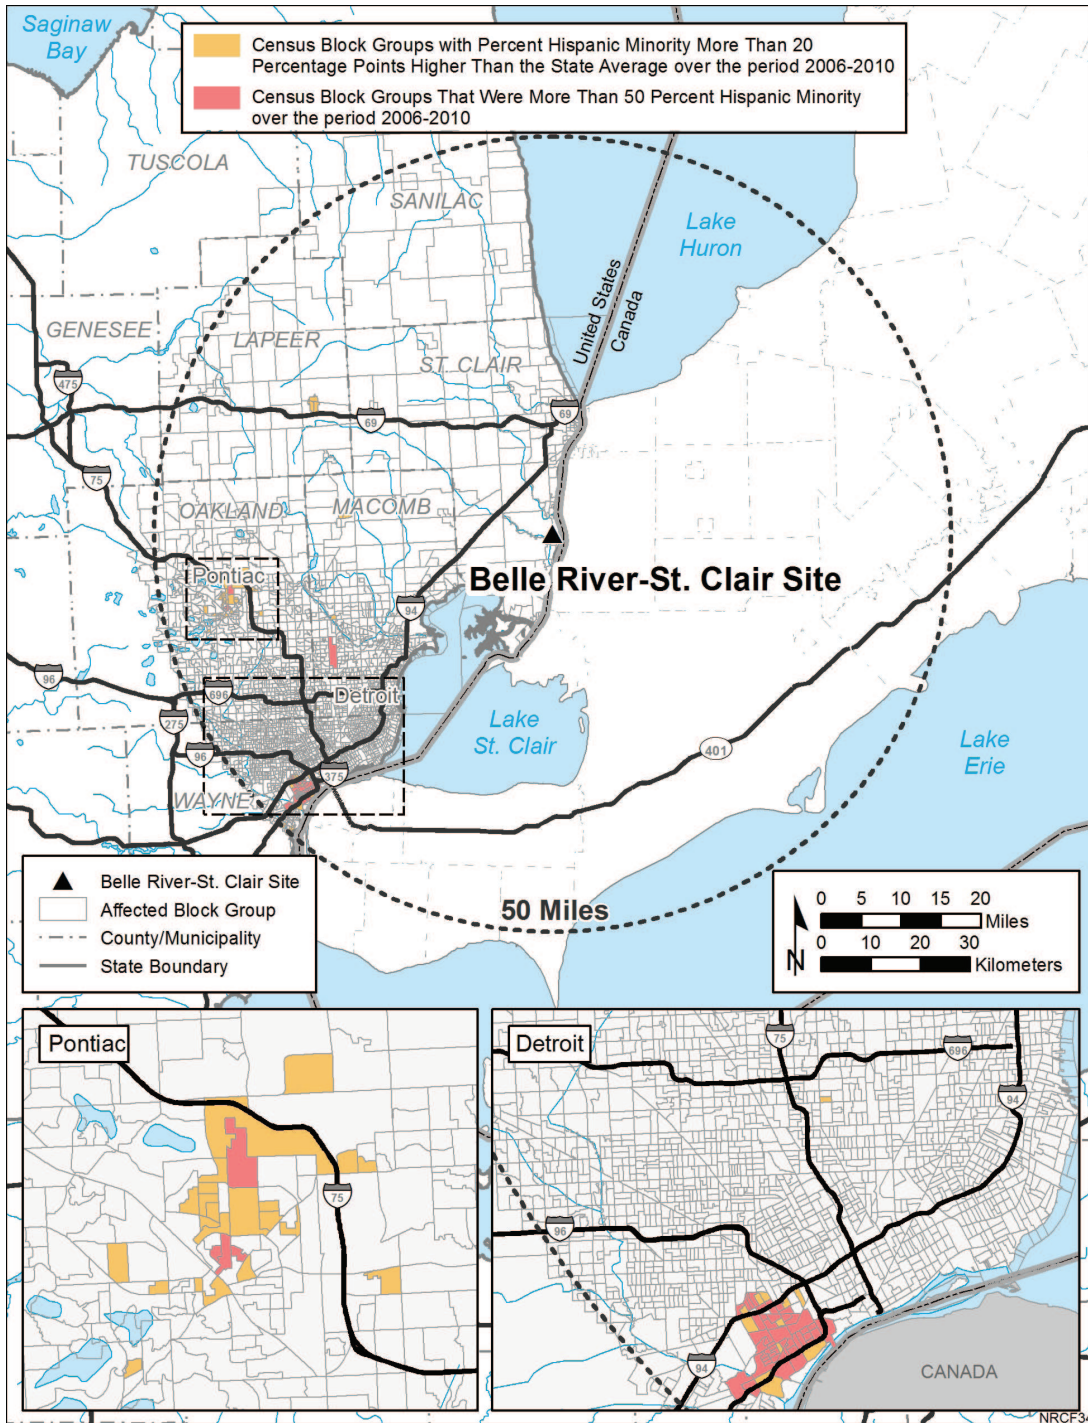 Saginaw
Bay
Census Block Groups with Percent Hispanic Minority More Than 20
Percentage Points Higher Than the State Average over the period 2006-2010
Census Block Groups That Were More Than 50 Percent Hispanic Minority
over the period 2006-2010
TUSCOLA
SANILAC
Lake
Huron
United States
Canada
GENESEE
LAPEER
ST. CLAIR
475
69
69
75
OAKLAND
MACOMB
Belle River-St. Clair Site
Pontiac
94
96
696
Detroit
275
Lake
St. Clair
401
Lake
Erie
96
375
WAYNE
Belle River-St. Clair Site
Affected Block Group
County/Municipality
State Boundary
50 Miles
0 5 10 15 20
Miles
0 10 20 30
Kilometers
N
Pontiac
75
Detroit
75
696
94
96
94
CANADA